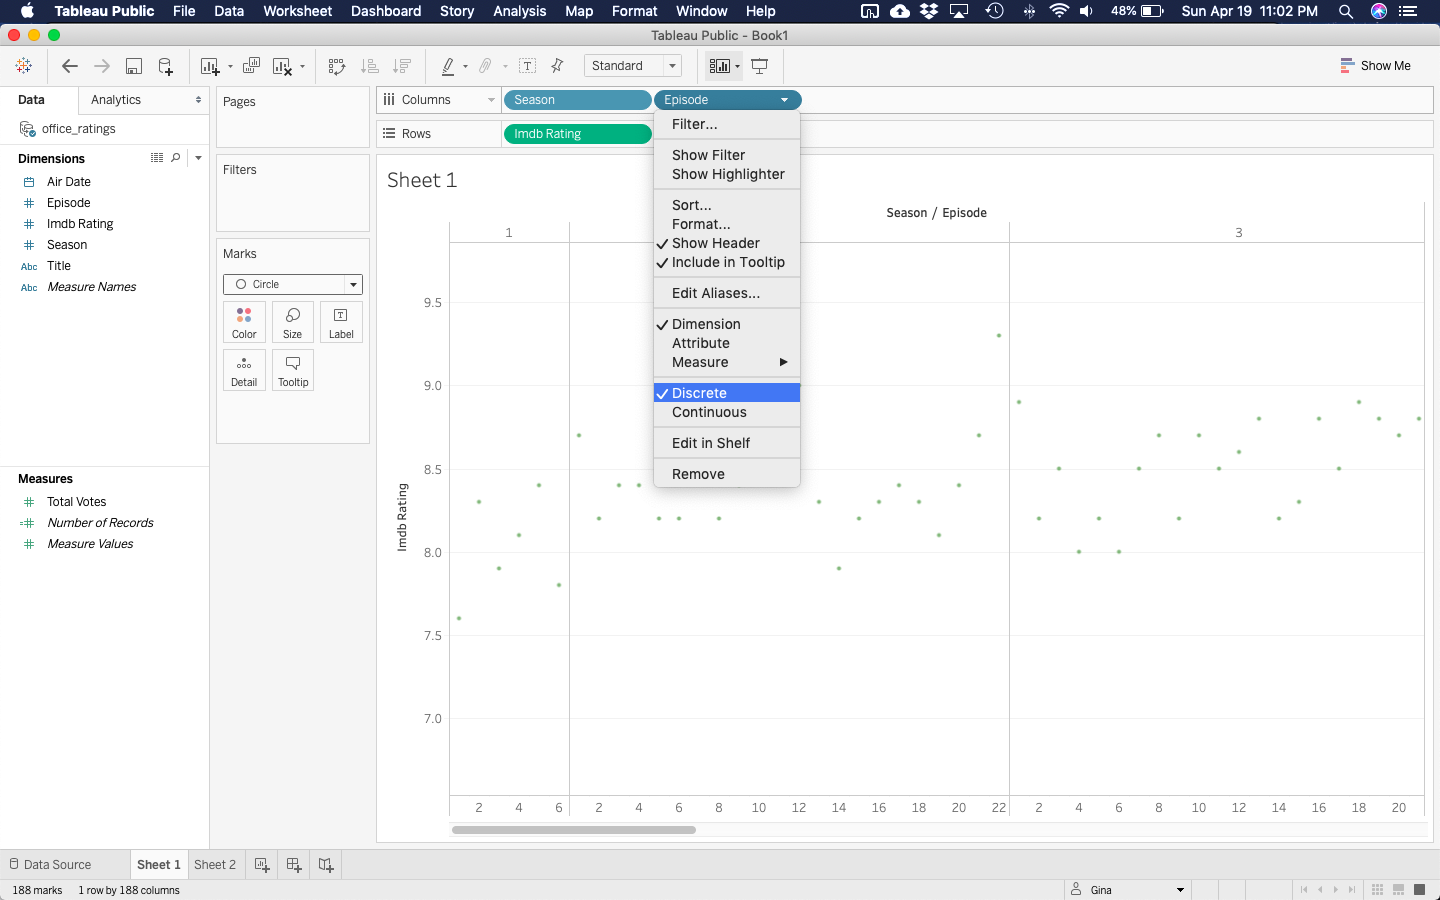 Tableau Public File Data Worksheet Dashboard Story Analysis Map Format Window Help 48% Sun Apr 19 11:02 PM
Tableau Public - Book1
Standard Show Me
Data Analytics
office_ratings
Dimensions
Air Date
Episode
Imdb Rating
Season
Abc Title
Abc Measure Names
Measures
Total Votes
Number of Records
Measure Values
Pages
Filters
Marks
Circle
Color Size Label
Detail Tooltip
Columns Season Episode
Rows Imdb Rating
Filter...
Show Filter
Show Highlighter
Sort...
Format...
Show Header
Include in Tooltip
Edit Aliases...
Dimension
Attribute
Measure
Discrete
Continuous
Edit in Shelf
Remove
Sheet 1
Season / Episode
1 3
Imdb Rating
9.5
9.0
8.5
8.0
7.5
7.0
2 4 6 2 4 6 8 10 12 14 16 18 20 22 2 4 6 8 10 12 14 16 18 20
Data Source Sheet 1 Sheet 2
188 marks 1 row by 188 columns Gina